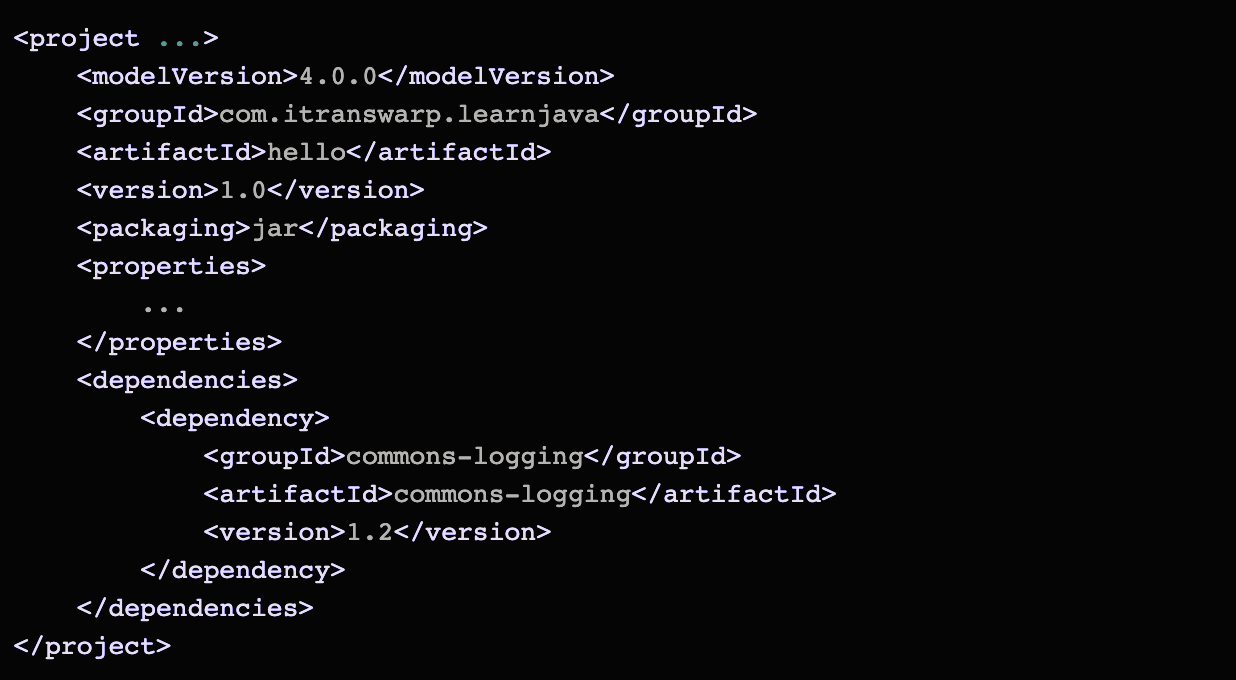 <project ...>
    <modelVersion>4.0.0</modelVersion>
    <groupId>com.itranswarp.learnjava</groupId>
    <artifactId>hello</artifactId>
    <version>1.0</version>
    <packaging>jar</packaging>
    <properties>
        ...
    </properties>
    <dependencies>
        <dependency>
            <groupId>commons-logging</groupId>
            <artifactId>commons-logging</artifactId>
            <version>1.2</version>
        </dependency>
    </dependencies>
</project>